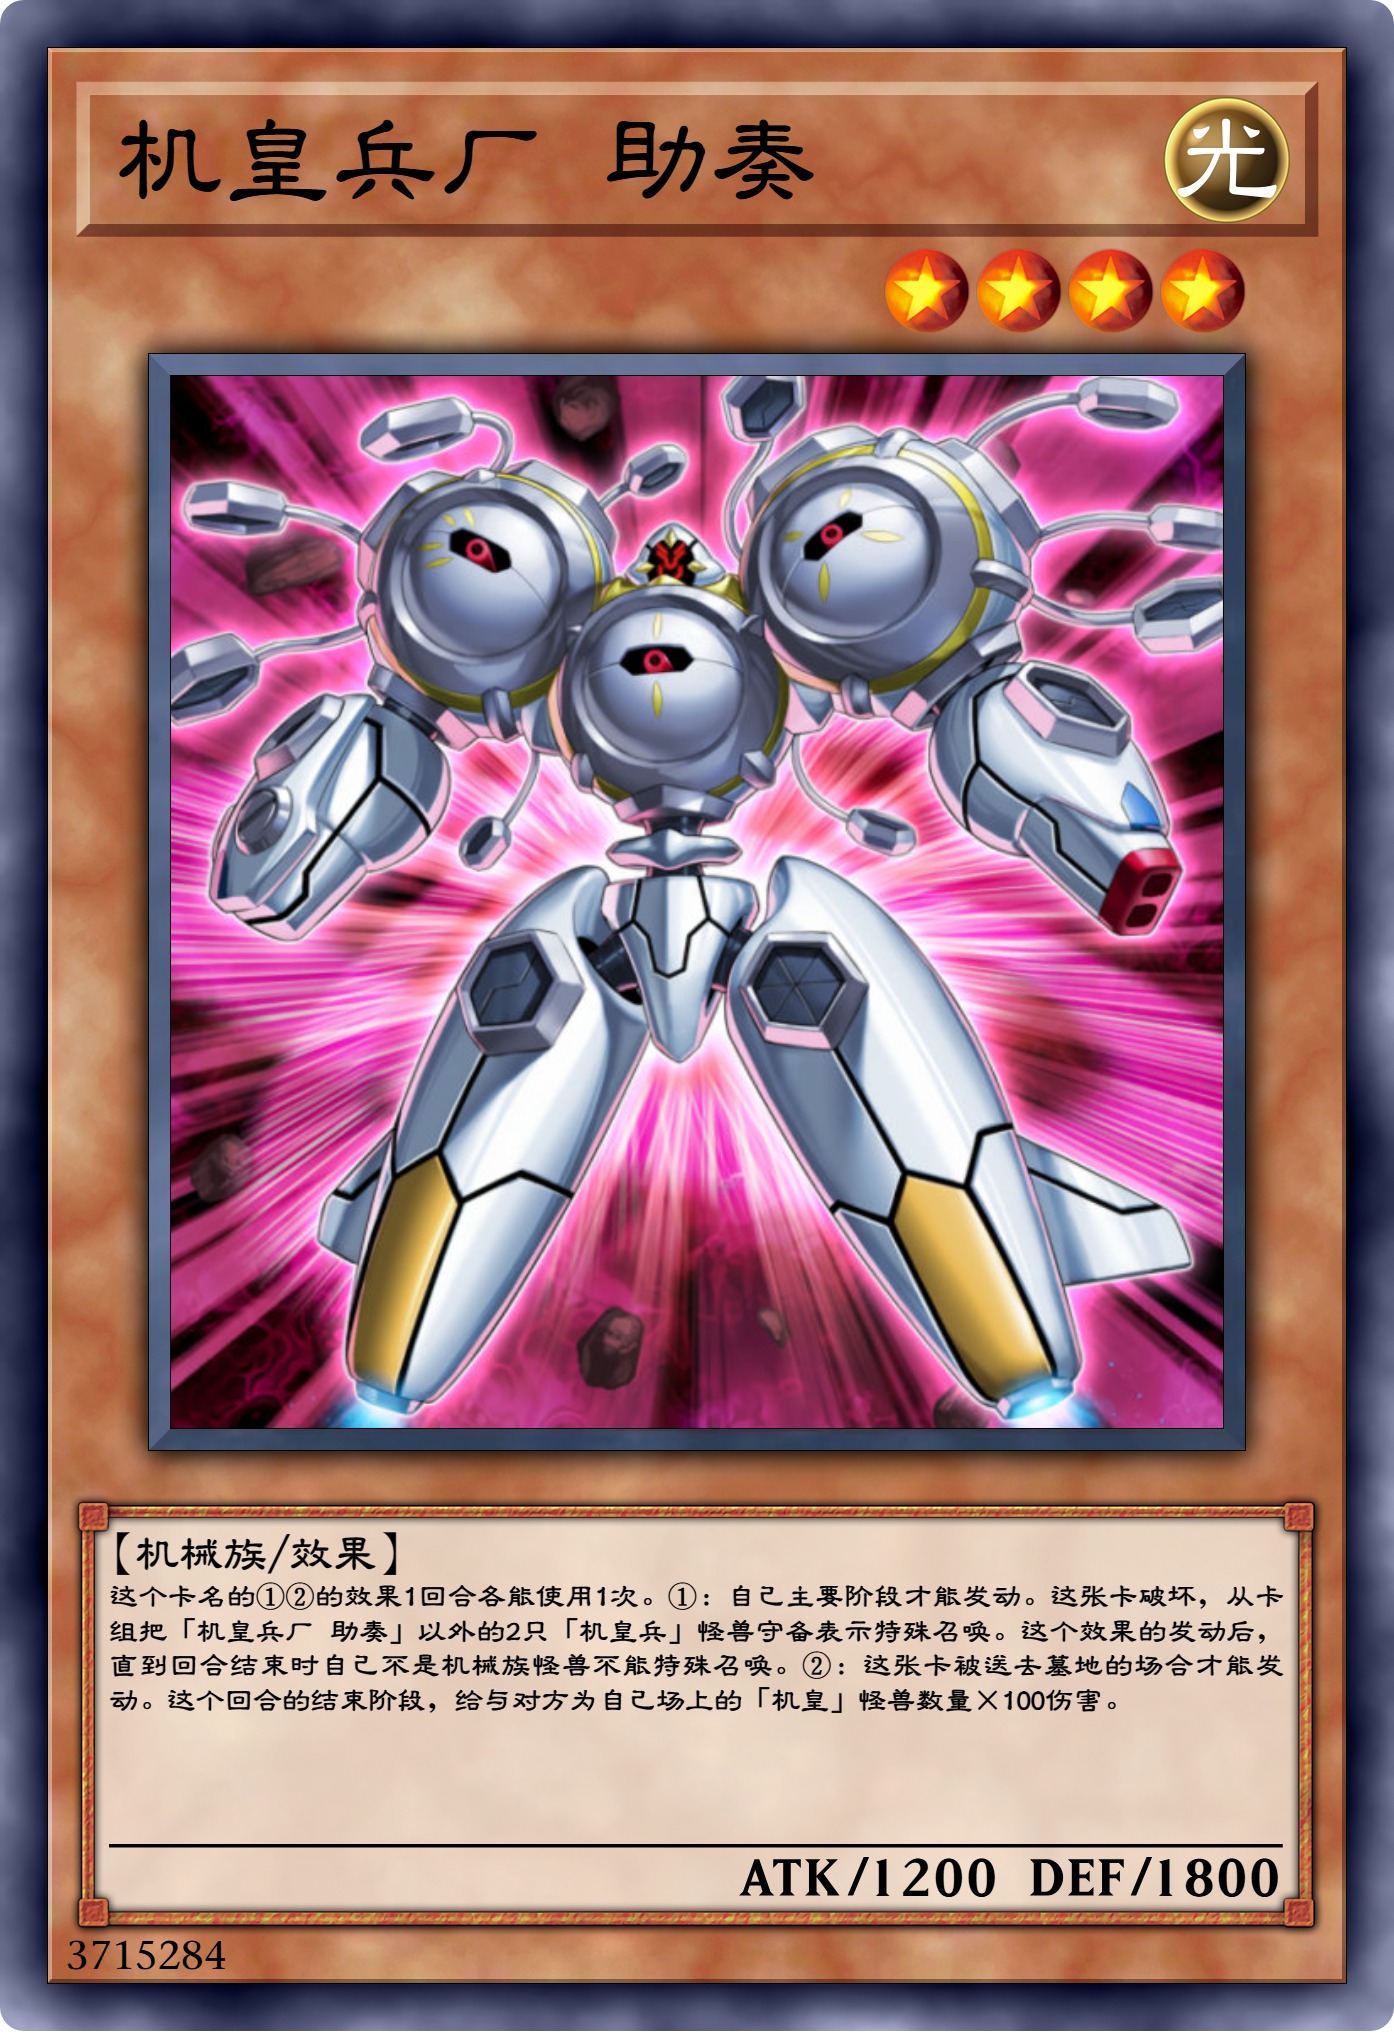 机皇兵厂 助奏
光
【机械族/效果】
这个卡名的①②的效果1回合各能使用1次。①：自己主要阶段才能发动。这张卡破坏，从卡
组把「机皇兵厂 助奏」以外的2只「机皇兵」怪兽守备表示特殊召唤。这个效果的发动后，
直到回合结束时自己不是机械族怪兽不能特殊召唤。②：这张卡被送去墓地的场合才能发
动。这个回合的结束阶段，给与对方为自己场上的「机皇」怪兽数量×100伤害。
ATK/1200 DEF/1800
3715284